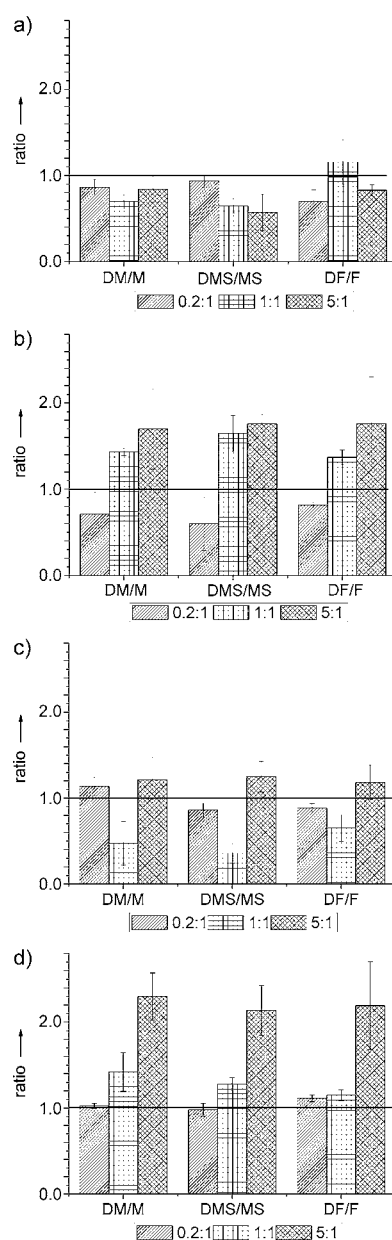 a)
2.0
ratio →
1.0
0.0
DM/M DMS/MS DF/F
0.2:1 1:1 5:1
b)
2.0
ratio →
1.0
0.0
DM/M DMS/MS DF/F
0.2:1 1:1 5:1
c)
2.0
ratio →
1.0
0.0
DM/M DMS/MS DF/F
0.2:1 1:1 5:1
d)
2.0
ratio →
1.0
0.0
DM/M DMS/MS DF/F
0.2:1 1:1 5:1